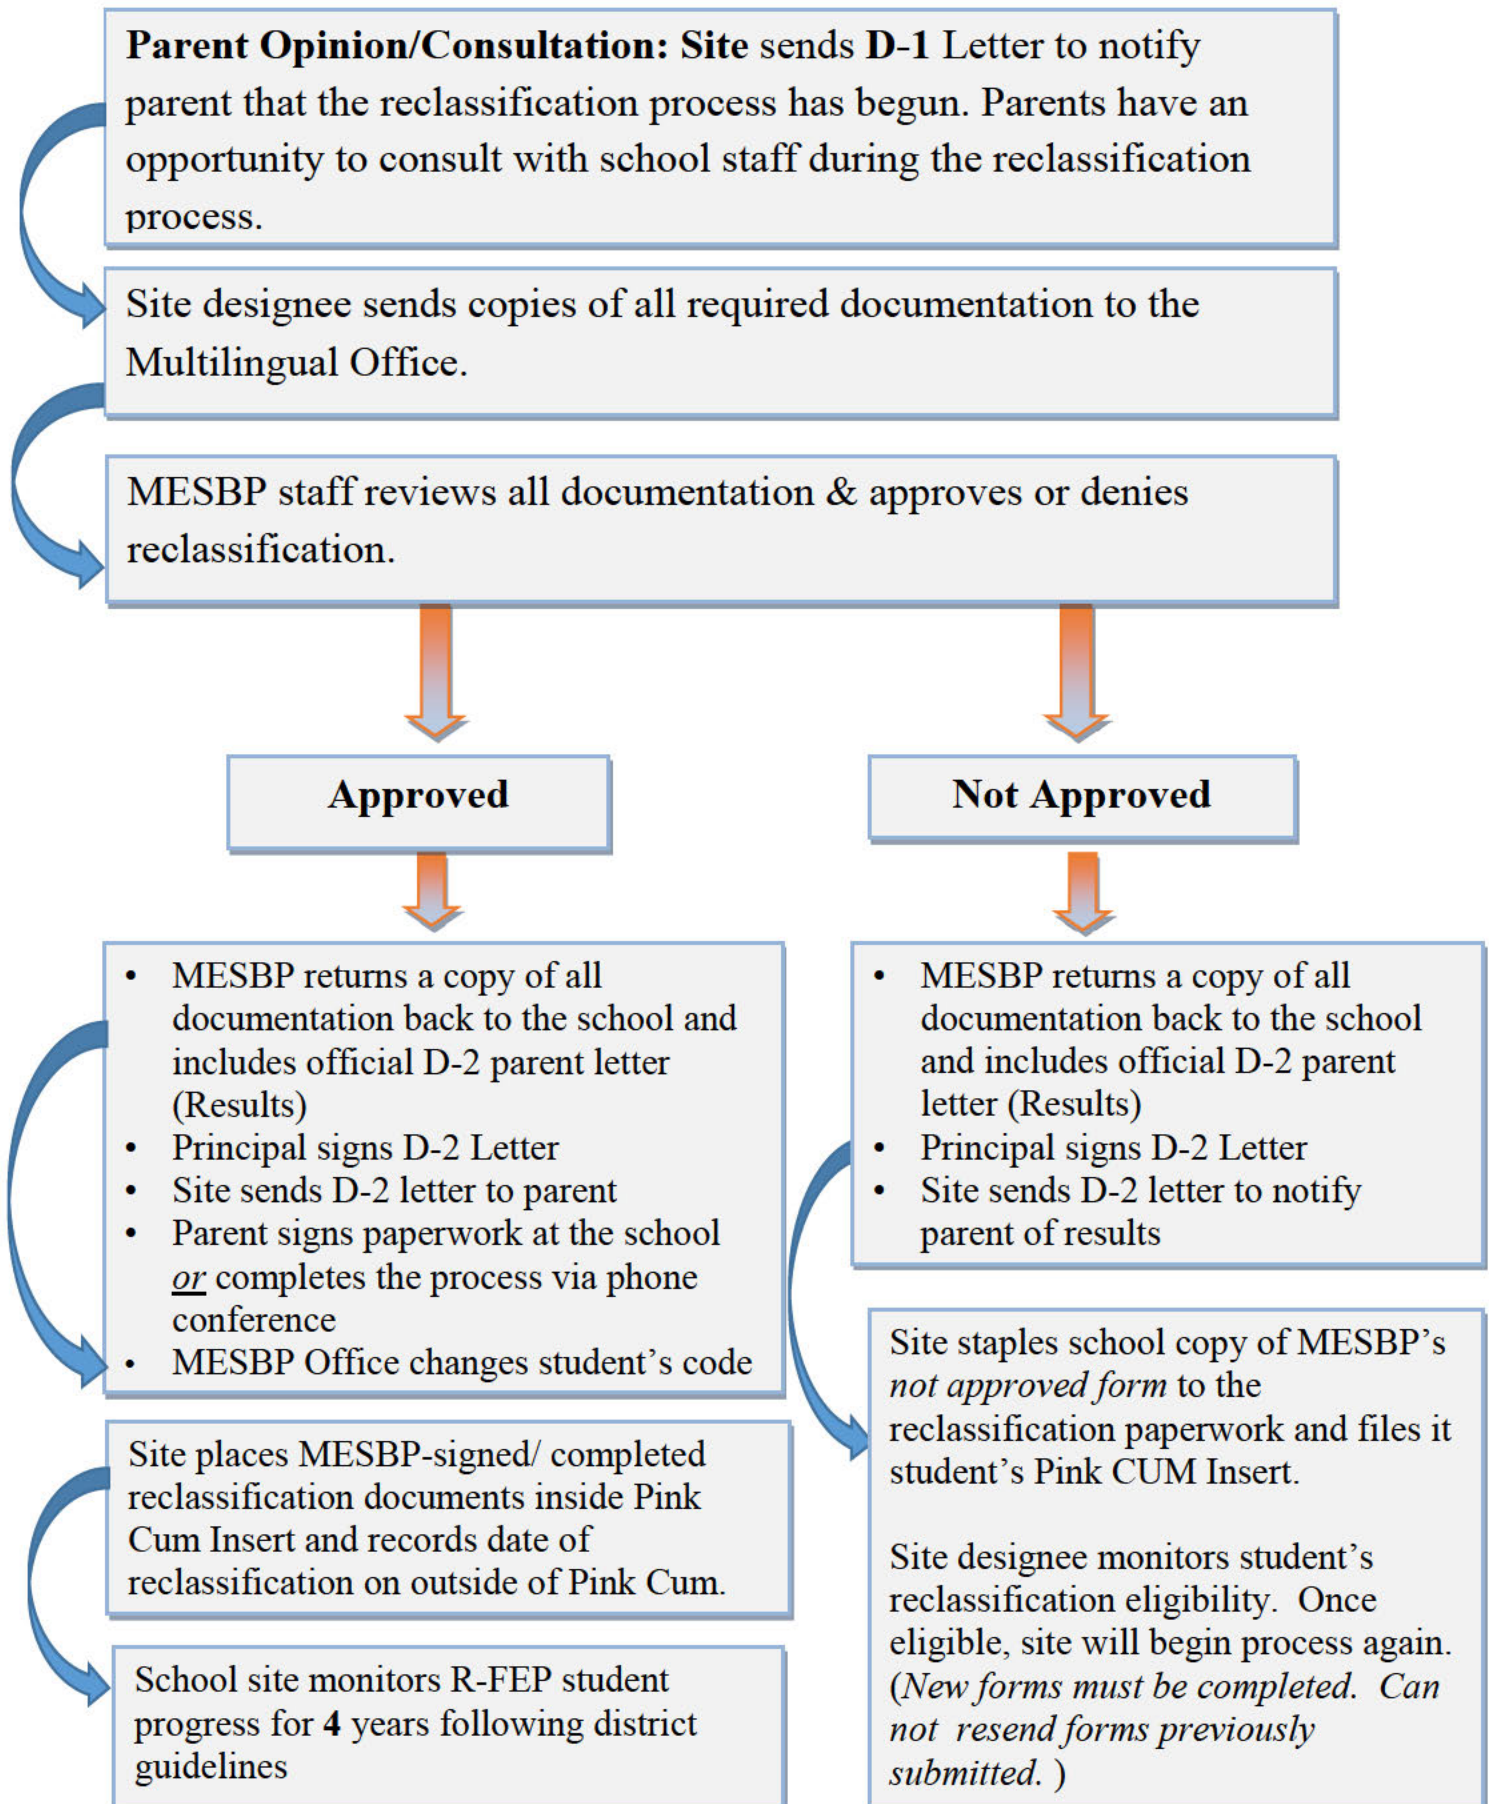 Parent Opinion/Consultation: Site sends D-1 Letter to notify
parent that the reclassification process has begun. Parents have an
opportunity to consult with school staff during the reclassification
process.
Site designee sends copies of all required documentation to the
Multilingual Office.
MESBP staff reviews all documentation & approves or denies
reclassification.
Approved
• MESBP returns a copy of all
documentation back to the school and
includes official D-2 parent letter
(Results)
• Principal signs D-2 Letter
• Site sends D-2 letter to parent
• Parent signs paperwork at the school
or completes the process via phone
conference
• MESBP Office changes student’s code
Site places MESBP-signed/ completed
reclassification documents inside Pink
Cum Insert and records date of
reclassification on outside of Pink Cum.
School site monitors R-FEP student
progress for 4 years following district
guidelines
Not Approved
• MESBP returns a copy of all
documentation back to the school
and includes official D-2 parent
letter (Results)
• Principal signs D-2 Letter
• Site sends D-2 letter to notify
parent of results
Site staples school copy of MESBP’s
not approved form to the
reclassification paperwork and files it
student’s Pink CUM Insert.
Site designee monitors student’s
reclassification eligibility.  Once
eligible, site will begin process again.
(New forms must be completed.  Can
not  resend forms previously
submitted. )